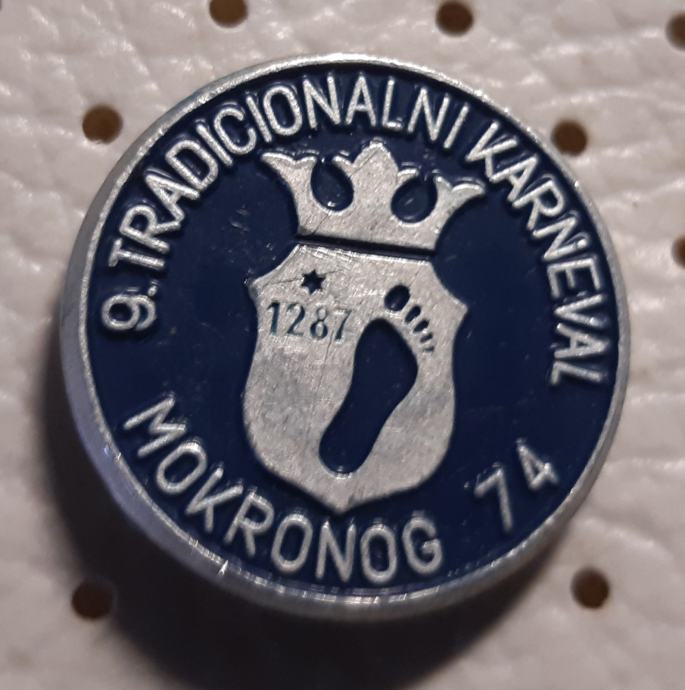 9. TRADICIONALNI KARNEVAL
1287
MOKRONOG 74